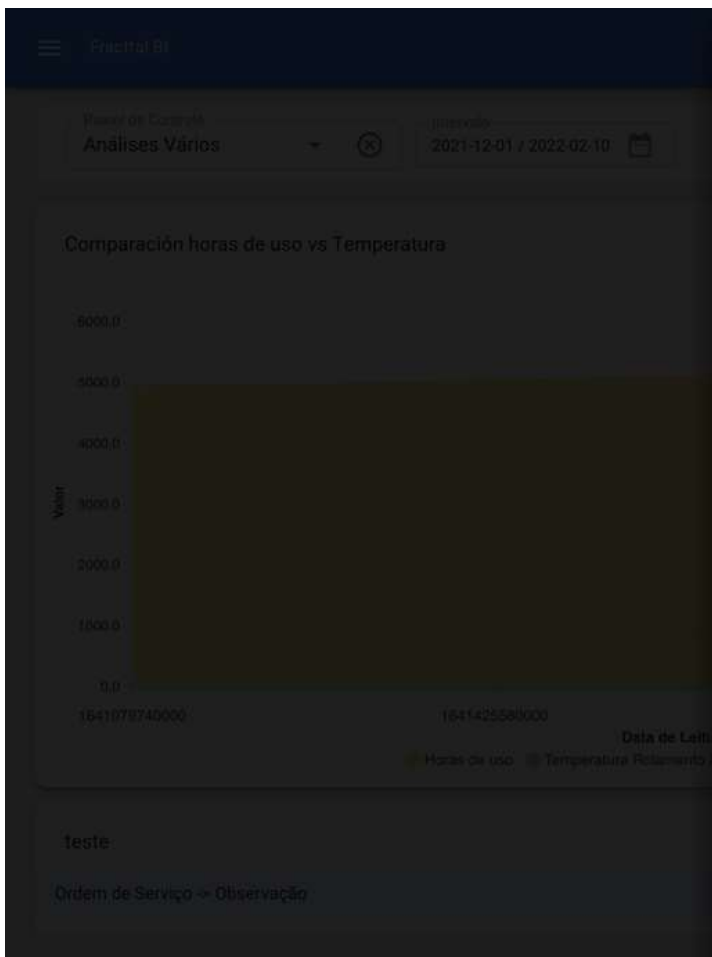 Fracttal BI
Painel de Controle
Análises Vários
Intervalo
2021-12-01 / 2022-02-10
Comparación horas de uso vs Temperatura
6000.0
5000.0
4000.0
3000.0
2000.0
1000.0
0.0
Valor
1641079740000
1641425580000
Data de
Horas de uso
Temperatura Rolamento
teste
Ordem de Serviço -> Observação